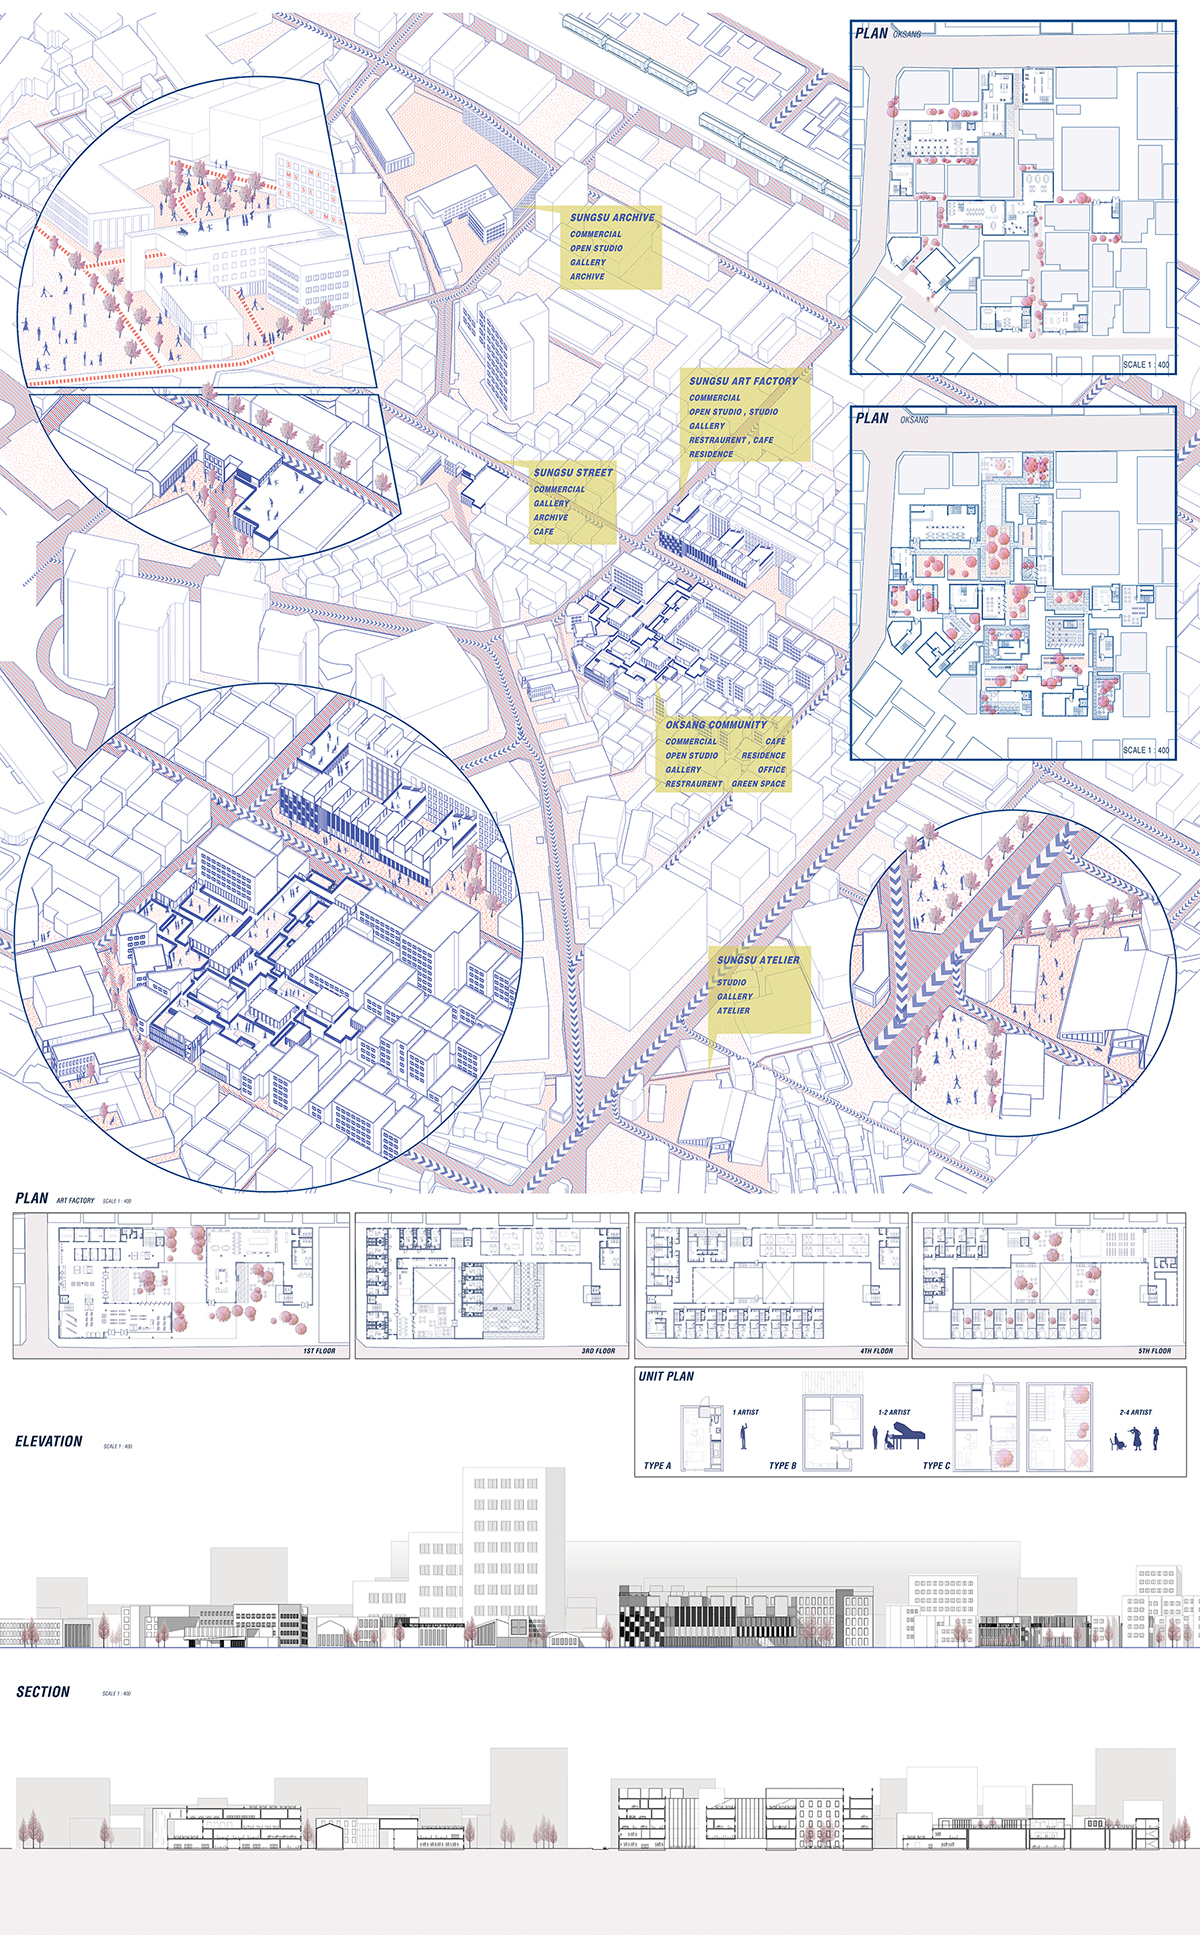 PLAN OKSANG
SCALE 1 : 400
SUNGSU ARCHIVE
COMMERCIAL
OPEN STUDIO
GALLERY
ARCHIVE
SUNGSU ART FACTORY
COMMERCIAL
OPEN STUDIO , STUDIO
GALLERY
RESTRAURENT , CAFE
RESIDENCE
PLAN OKSANG
SCALE 1 : 400
SUNGSU STREET
COMMERCIAL
GALLERY
ARCHIVE
CAFE
OKSANG COMMUNITY
COMMERCIAL CAFE
OPEN STUDIO RESIDENCE
GALLERY OFFICE
RESTRAURENT GREEN SPACE
SUNGSU ATELIER
STUDIO
GALLERY
ATELIER
PLAN ART FACTORY SCALE 1 : 400
1ST FLOOR
3RD FLOOR
4TH FLOOR
5TH FLOOR
UNIT PLAN
1 ARTIST
1-2 ARTIST
2-4 ARTIST
TYPE A
TYPE B
TYPE C
ELEVATION SCALE 1 : 400
SECTION SCALE 1 : 400